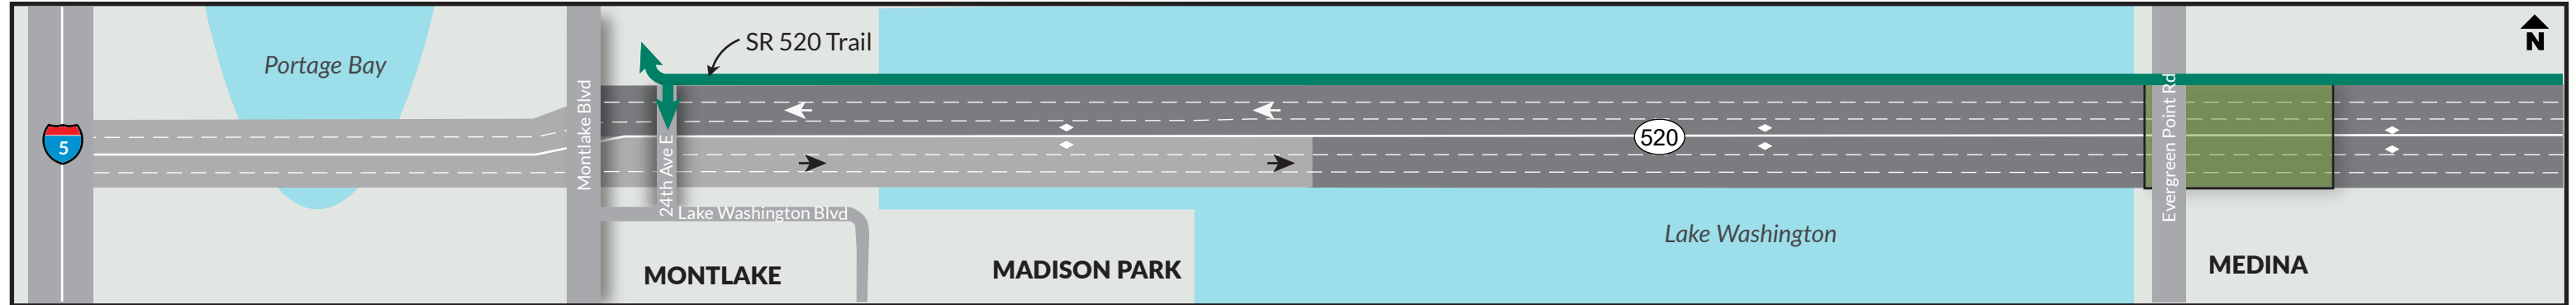 SR 520 Trail
N
Portage Bay
Montlake Blvd
Evergreen Point Rd
5
520
24th Ave E
Lake Washington Blvd
Lake Washington
MONTLAKE
MADISON PARK
MEDINA